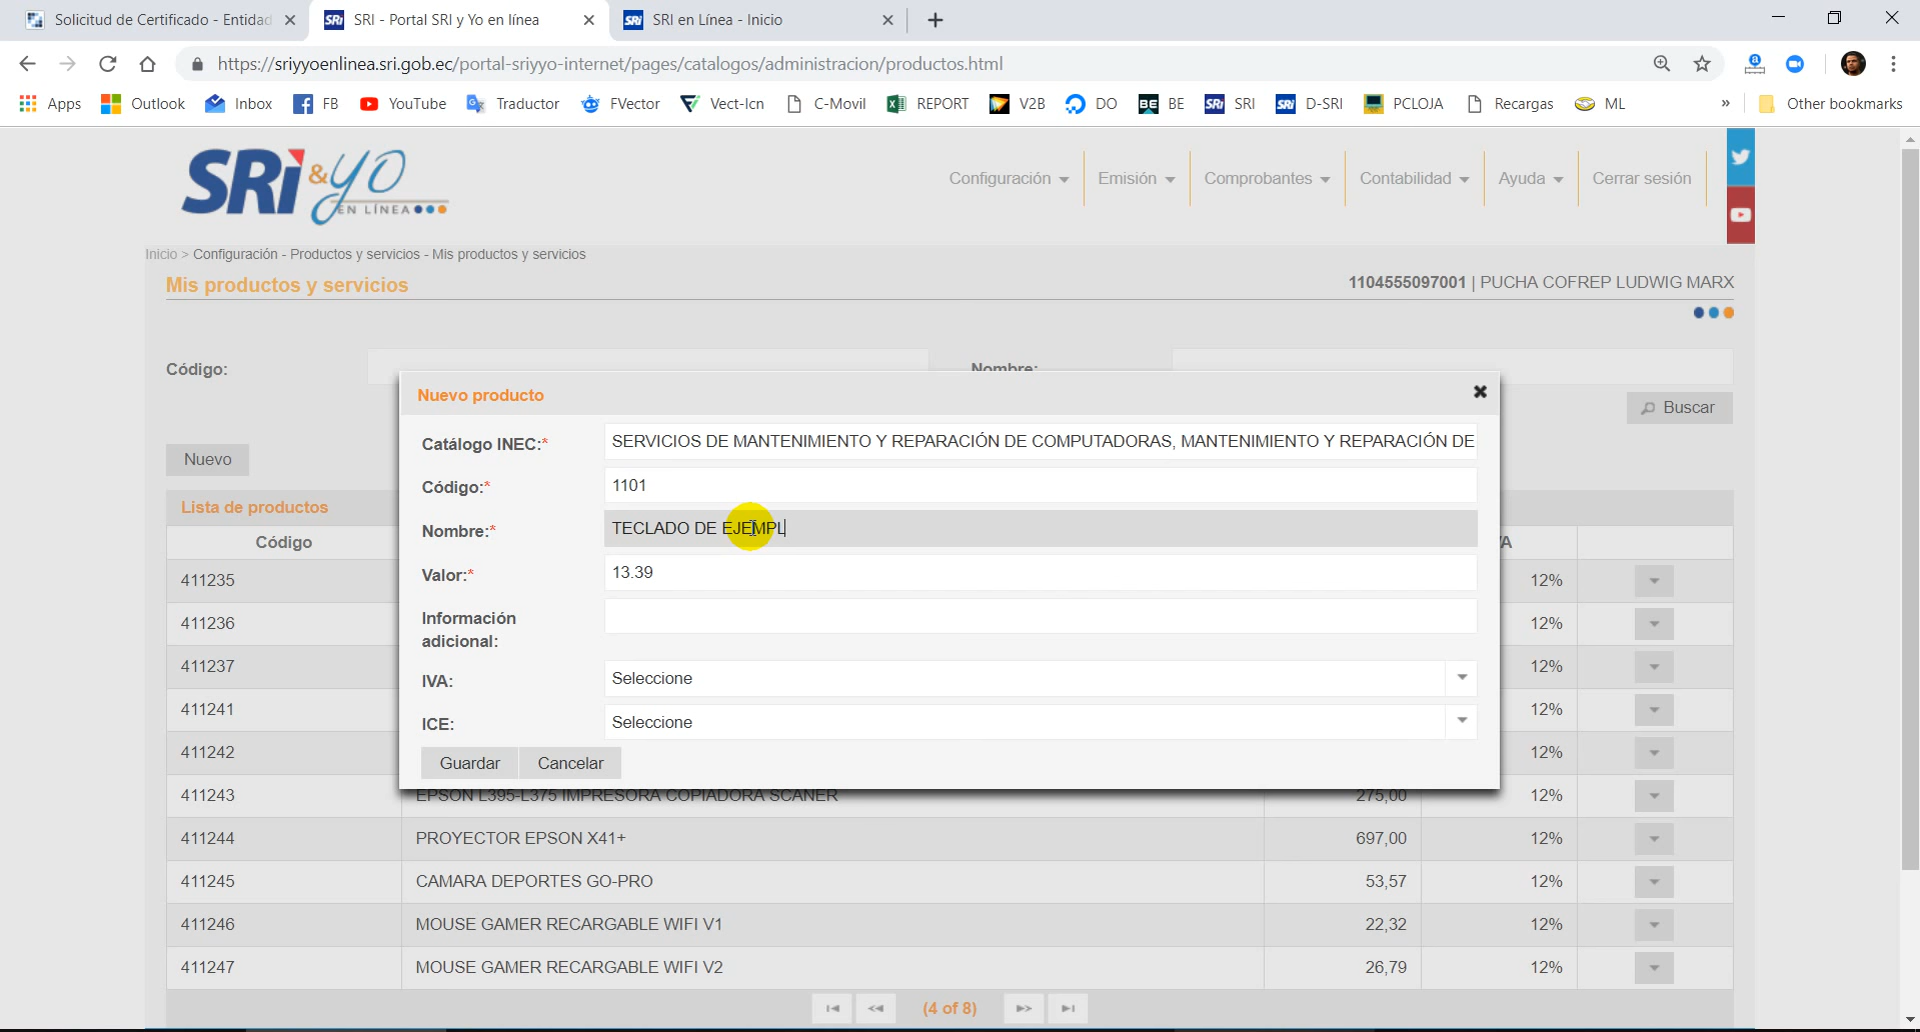 Solicitud de Certificado - Entidad
SRi SRI - Portal SRI y Yo en línea
SRi SRI en Línea - Inicio
https://sriyyoenlinea.sri.gob.ec/portal-sriyyo-internet/pages/catalogos/administracion/productos.html
Apps Outlook Inbox FB YouTube Traductor FVector Vect-Icn C-Movil REPORT V2B DO BE BE SRi SRI SRi D-SRI PCLOJA Recargas ML » Other bookmarks
SRi & yo
EN LÍNEA
Configuración Emisión Comprobantes Contabilidad Ayuda Cerrar sesión
Inicio > Configuración - Productos y servicios - Mis productos y servicios
Mis productos y servicios
1104555097001 | PUCHA COFREP LUDWIG MARX
Código: Nombre:
Buscar
Nuevo
Nuevo producto
Catálogo INEC:* SERVICIOS DE MANTENIMIENTO Y REPARACIÓN DE COMPUTADORAS, MANTENIMIENTO Y REPARACIÓN DE
Código:* 1101
Nombre:* TECLADO DE EJEMPL
Valor:* 13.39
Información
adicional:
IVA: Seleccione
ICE: Seleccione
Guardar Cancelar
Lista de productos
Código
411235 12%
411236 12%
411237 12%
411241 12%
411242 12%
411243 EPSON L395-L375 IMPRESORA COPIADORA SCANER 275,00 12%
411244 PROYECTOR EPSON X41+ 697,00 12%
411245 CAMARA DEPORTES GO-PRO 53,57 12%
411246 MOUSE GAMER RECARGABLE WIFI V1 22,32 12%
411247 MOUSE GAMER RECARGABLE WIFI V2 26,79 12%
(4 of 8)